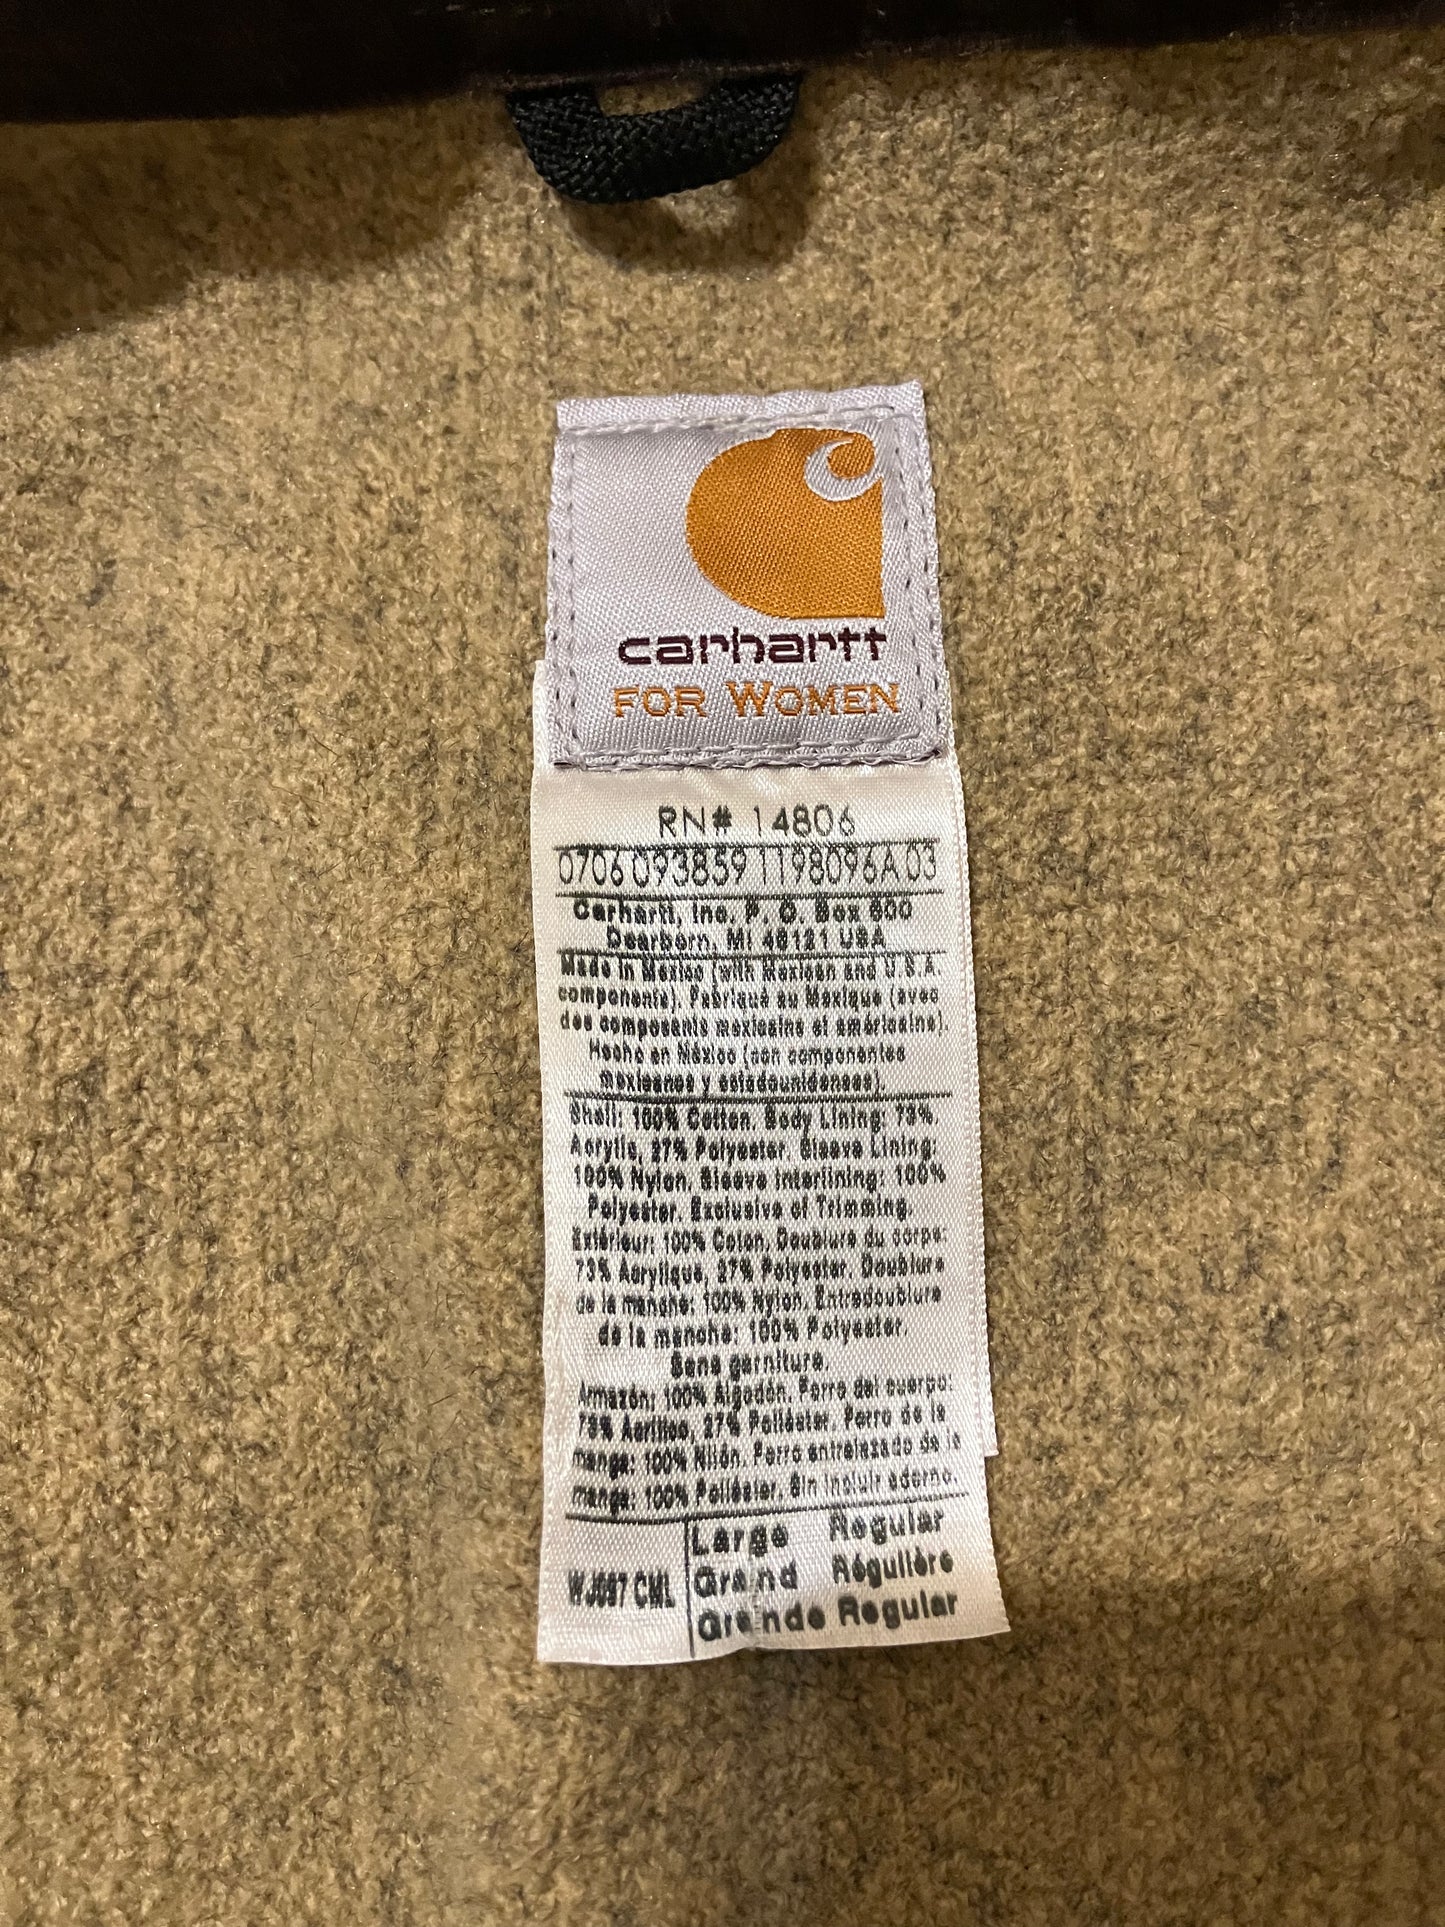 carhartt
FOR WOMEN
RN# 14806
0706 093859 1198096A 03
Carhartt, Inc. P. O. Box 600
Dearborn, MI 48121 USA
Made in Mexico (with Mexican and U.S.A.
components). Fabriqué au Mexique (avec
des composants mexicains et américains).
Hecho en México (con componentes
mexicanos y estadounidenses).
Shell: 100% Cotton. Body Lining: 73%
Acrylic, 27% Polyester. Sleeve Lining:
100% Nylon. Sleeve Interlining: 100%
Polyester. Exclusive of Trimming.
Extérieur: 100% Coton. Doublure du corps:
73% Acrylique, 27% Polyester. Doublure
de la manche: 100% Nylon. Entredoublure
de la manche: 100% Polyester.
Sans garniture.
Armazón: 100% Algodón. Forro del cuerpo:
73% Acrílico, 27% Poliéster. Forro de la
manga: 100% Nilón. Forro entrelazado de la
manga: 100% Poliéster. Sin incluir adorno.
WJ097 CML
Large Regular
Grand Régulière
Grande Regular